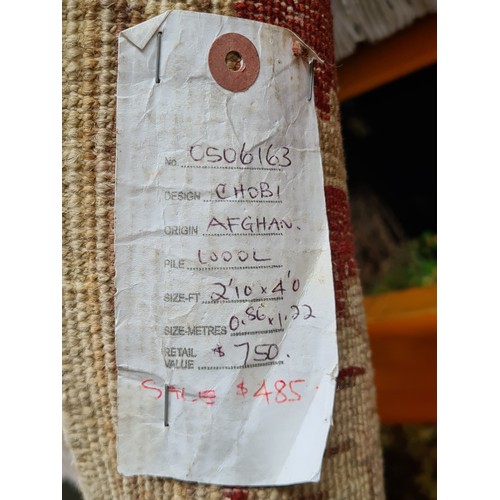 No. 0506163
DESIGN CHOBI
ORIGIN AFGHAN.
PILE WOOL
SIZE-FT 2'10" x 4'0
SIZE-METRES 0.86 x 1.22
RETAIL VALUE $ 750.
SALE $485.